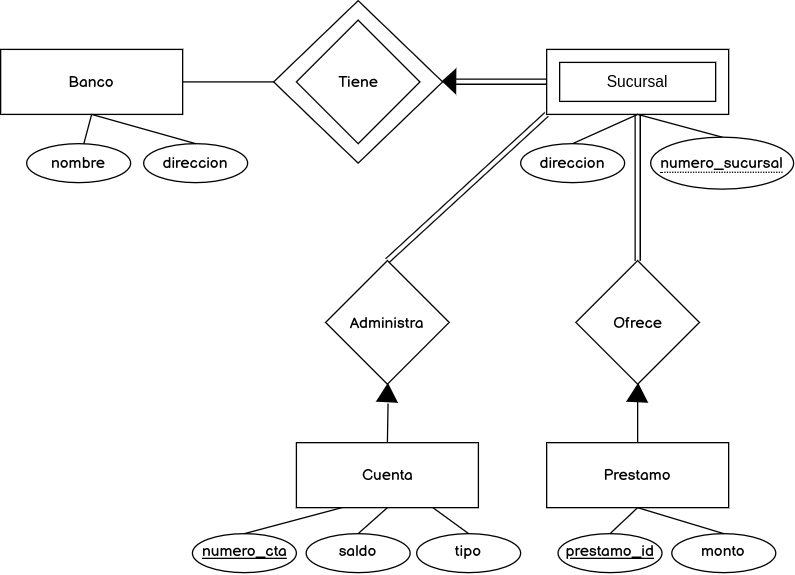 Banco
Tiene
Sucursal
nombre
direccion
direccion
numero_sucursal
Administra
Ofrece
Cuenta
Prestamo
numero_cta
saldo
tipo
prestamo_id
monto